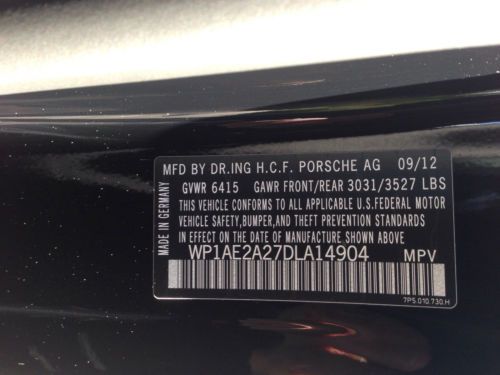 MFD BY DR.ING H.C.F. PORSCHE AG 09/12
GVWR 6415 GAWR FRONT/REAR 3031/3527 LBS
THIS VEHICLE CONFORMS TO ALL APPLICABLE U.S.FEDERAL MOTOR
VEHICLE SAFETY,BUMPER,AND THEFT PREVENTION STANDARDS
IN EFFECT ON THE DATE OF MANUFACTURE SHOWN ABOVE
WP1AE2A27DLA14904 MPV
MADE IN GERMANY
7P5.010.730.H